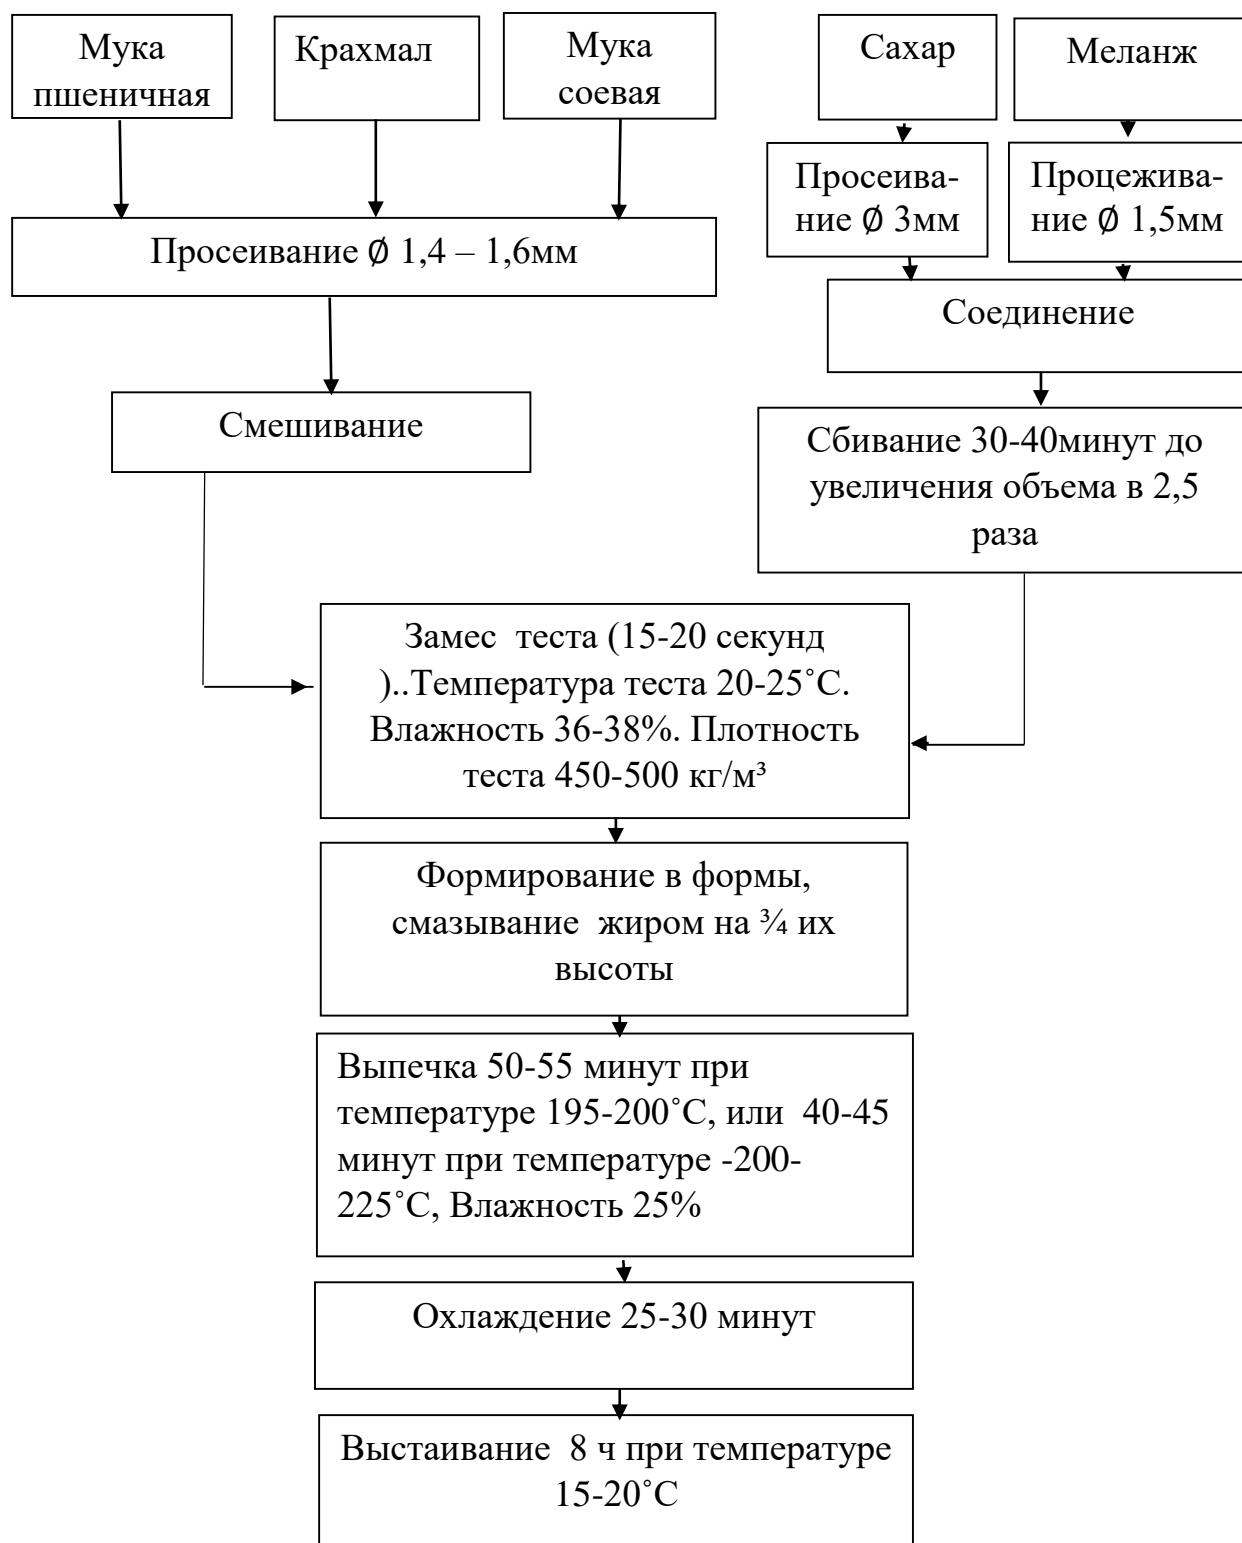 Мука
пшеничная
Крахмал
Мука
соевая
Сахар
Меланж
Просеива-
ние ∅ 3мм
Процежива-
ние ∅ 1,5мм
Просеивание ∅ 1,4 – 1,6мм
Соединение
Смешивание
Сбивание 30-40минут до
увеличения объема в 2,5
раза
Замес  теста (15-20 секунд
)..Температура теста 20-25˚С.
Влажность 36-38%. Плотность
теста 450-500 кг/м³
Формирование в формы,
смазывание  жиром на ¾ их
высоты
Выпечка 50-55 минут при
температуре 195-200˚С, или  40-45
минут при температуре -200-
225˚С, Влажность 25%
Охлаждение 25-30 минут
Выстаивание  8 ч при температуре
15-20˚С